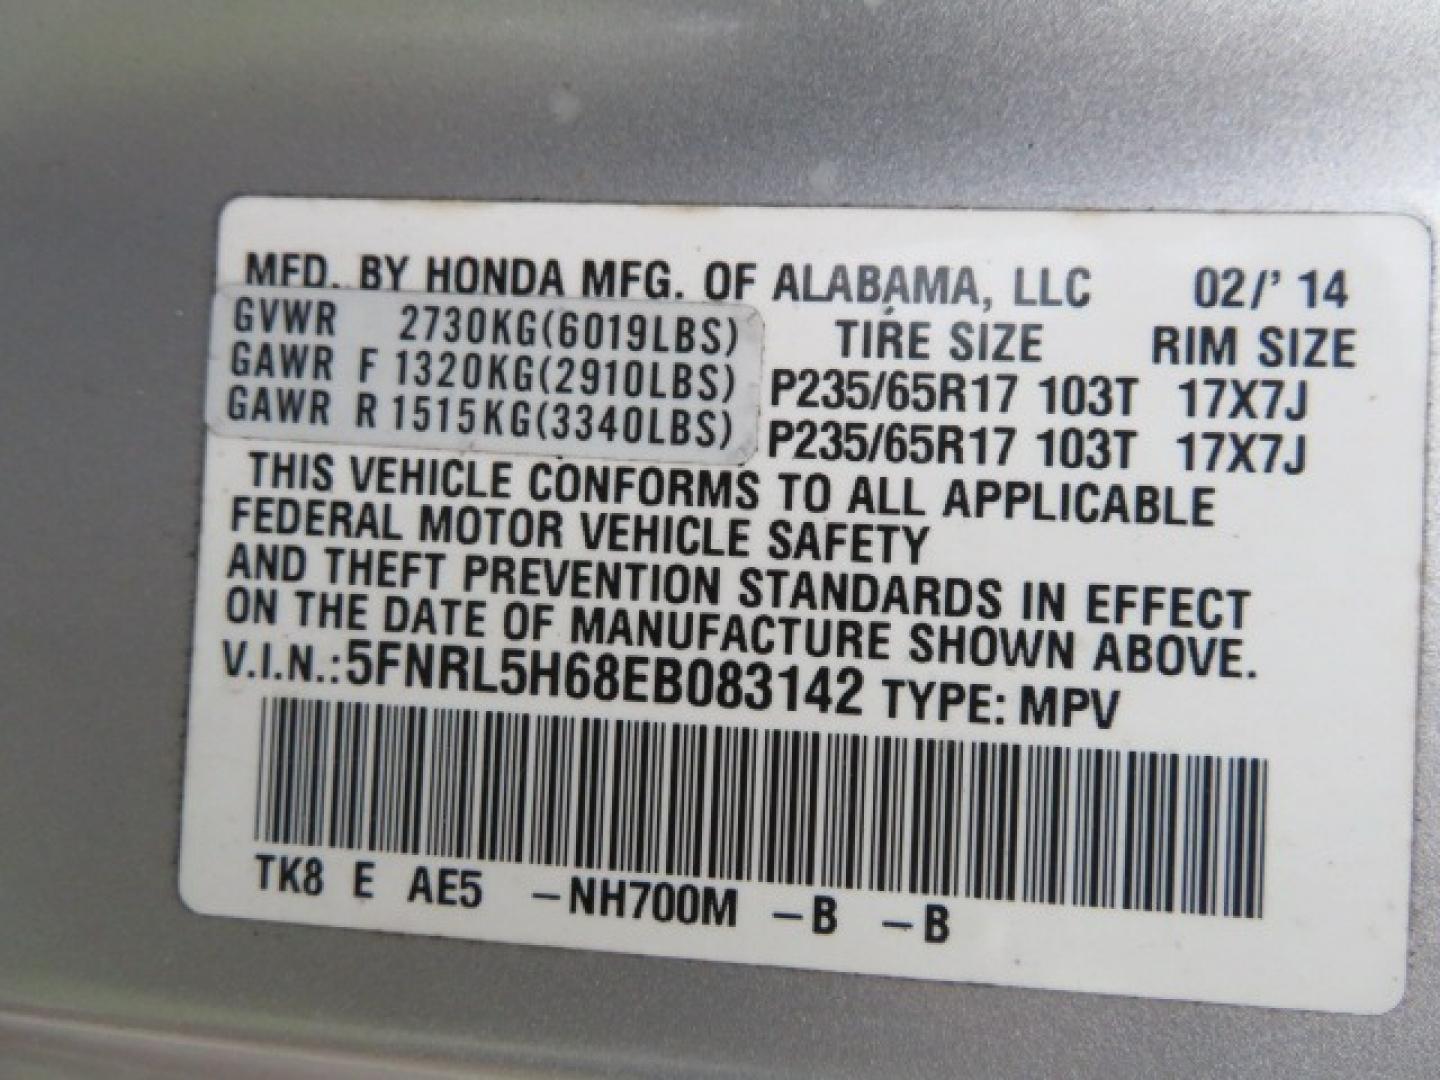 MFD. BY HONDA MFG. OF ALABAMA, LLC 02/' 14
GVWR 2730KG(6019LBS) TIRE SIZE RIM SIZE
GAWR F 1320KG(2910LBS) P235/65R17 103T 17X7J
GAWR R 1515KG(3340LBS) P235/65R17 103T 17X7J
THIS VEHICLE CONFORMS TO ALL APPLICABLE
FEDERAL MOTOR VEHICLE SAFETY
AND THEFT PREVENTION STANDARDS IN EFFECT
ON THE DATE OF MANUFACTURE SHOWN ABOVE.
V.I.N.:5FNRL5H68EB083142 TYPE: MPV
TK8 E AE5 -NH700M -B -B